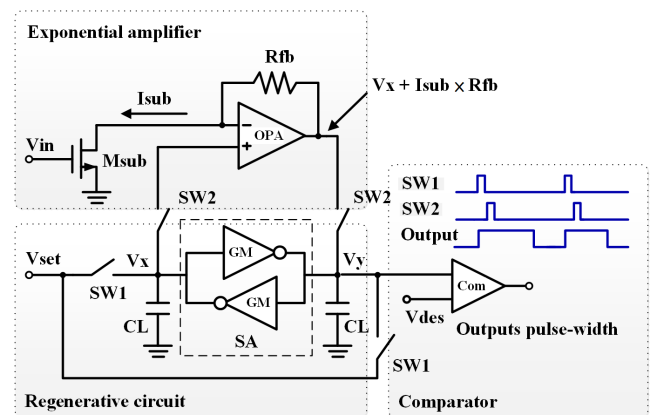 Exponential amplifier
Rfb
Isub
Vx + Isub × Rfb
−
OPA
+
Vin
Msub
SW2
SW2
SW1
SW2
Output
Vset
Vx
GM
Vy
SW1
GM
Com
CL
CL
Vdes
SA
Outputs pulse-width
SW1
Regenerative circuit
Comparator